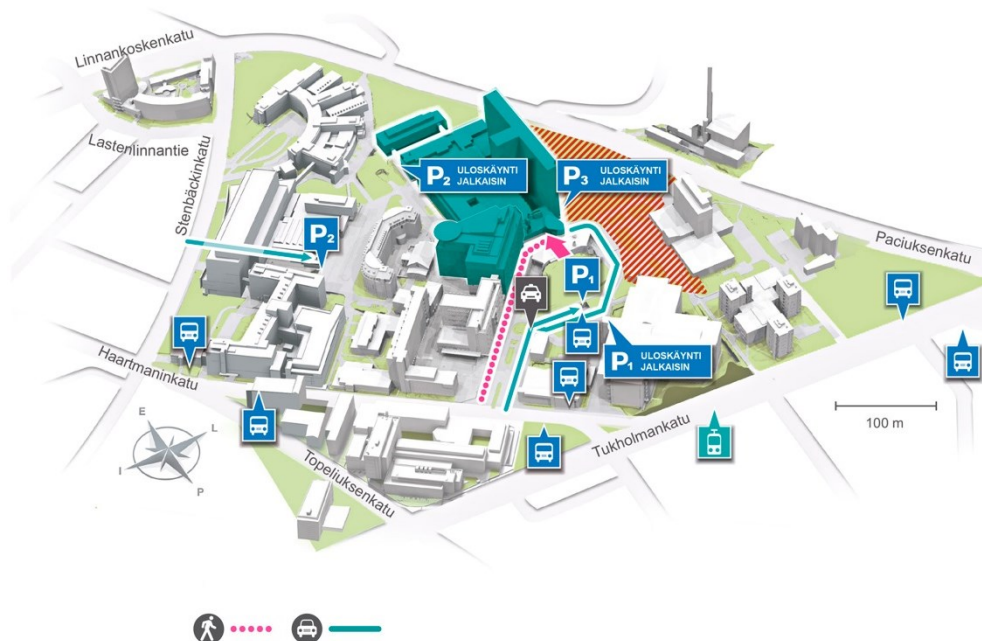 Linnankoskenkatu
Lastenlinnantie
Stenbäckinkatu
P2 ULOSKÄYNTI
JALKAISIN
P3 ULOSKÄYNTI
JALKAISIN
P2
Paciuksenkatu
P1
P1 ULOSKÄYNTI
JALKAISIN
Haartmaninkatu
Tukholmankatu
100 m
E
L
I
P
Topeliuksenkatu